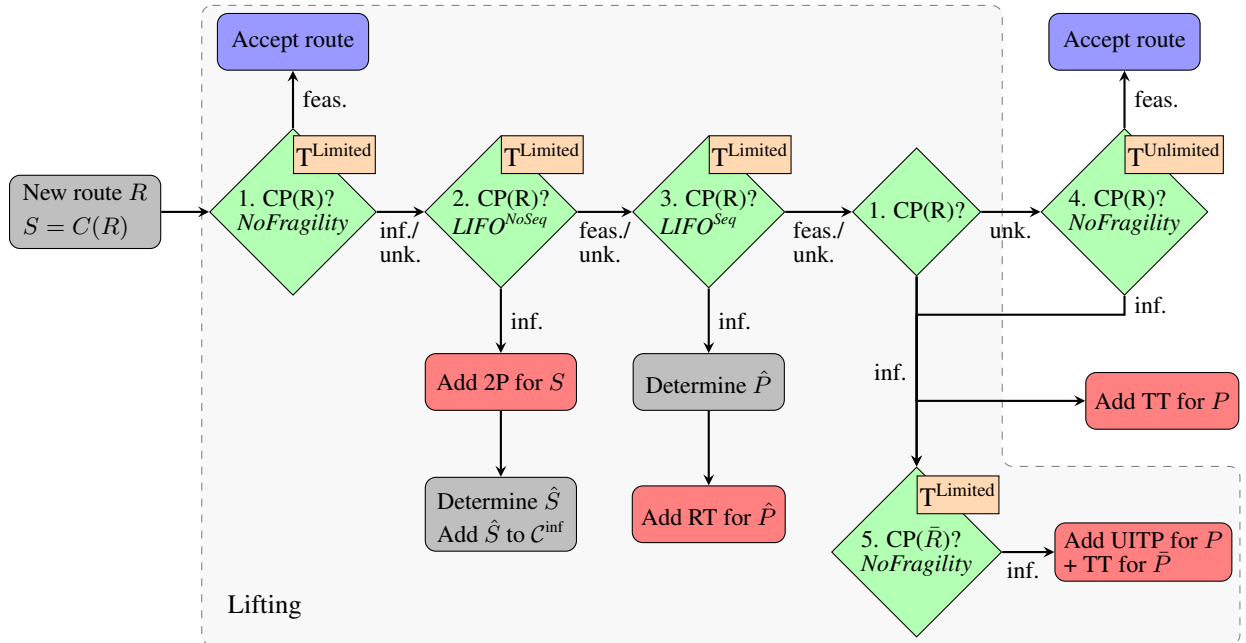 Accept route
Accept route
feas.
feas.
T^Limited
T^Limited
T^Limited
T^Unlimited
New route R
S = C(R)
1. CP(R)?
NoFragility
inf./
unk.
2. CP(R)?
LIFO^NoSeq
feas./
unk.
3. CP(R)?
LIFO^Seq
feas./
unk.
1. CP(R)?
unk.
4. CP(R)?
NoFragility
inf.
inf.
inf.
Add 2P for S
Determine P̂
inf.
Add TT for P
Determine Ŝ
Add Ŝ to 𝒞^inf
Add RT for P̂
T^Limited
5. CP(R̄)?
NoFragility
inf.
Add UITP for P
+ TT for P̄
Lifting